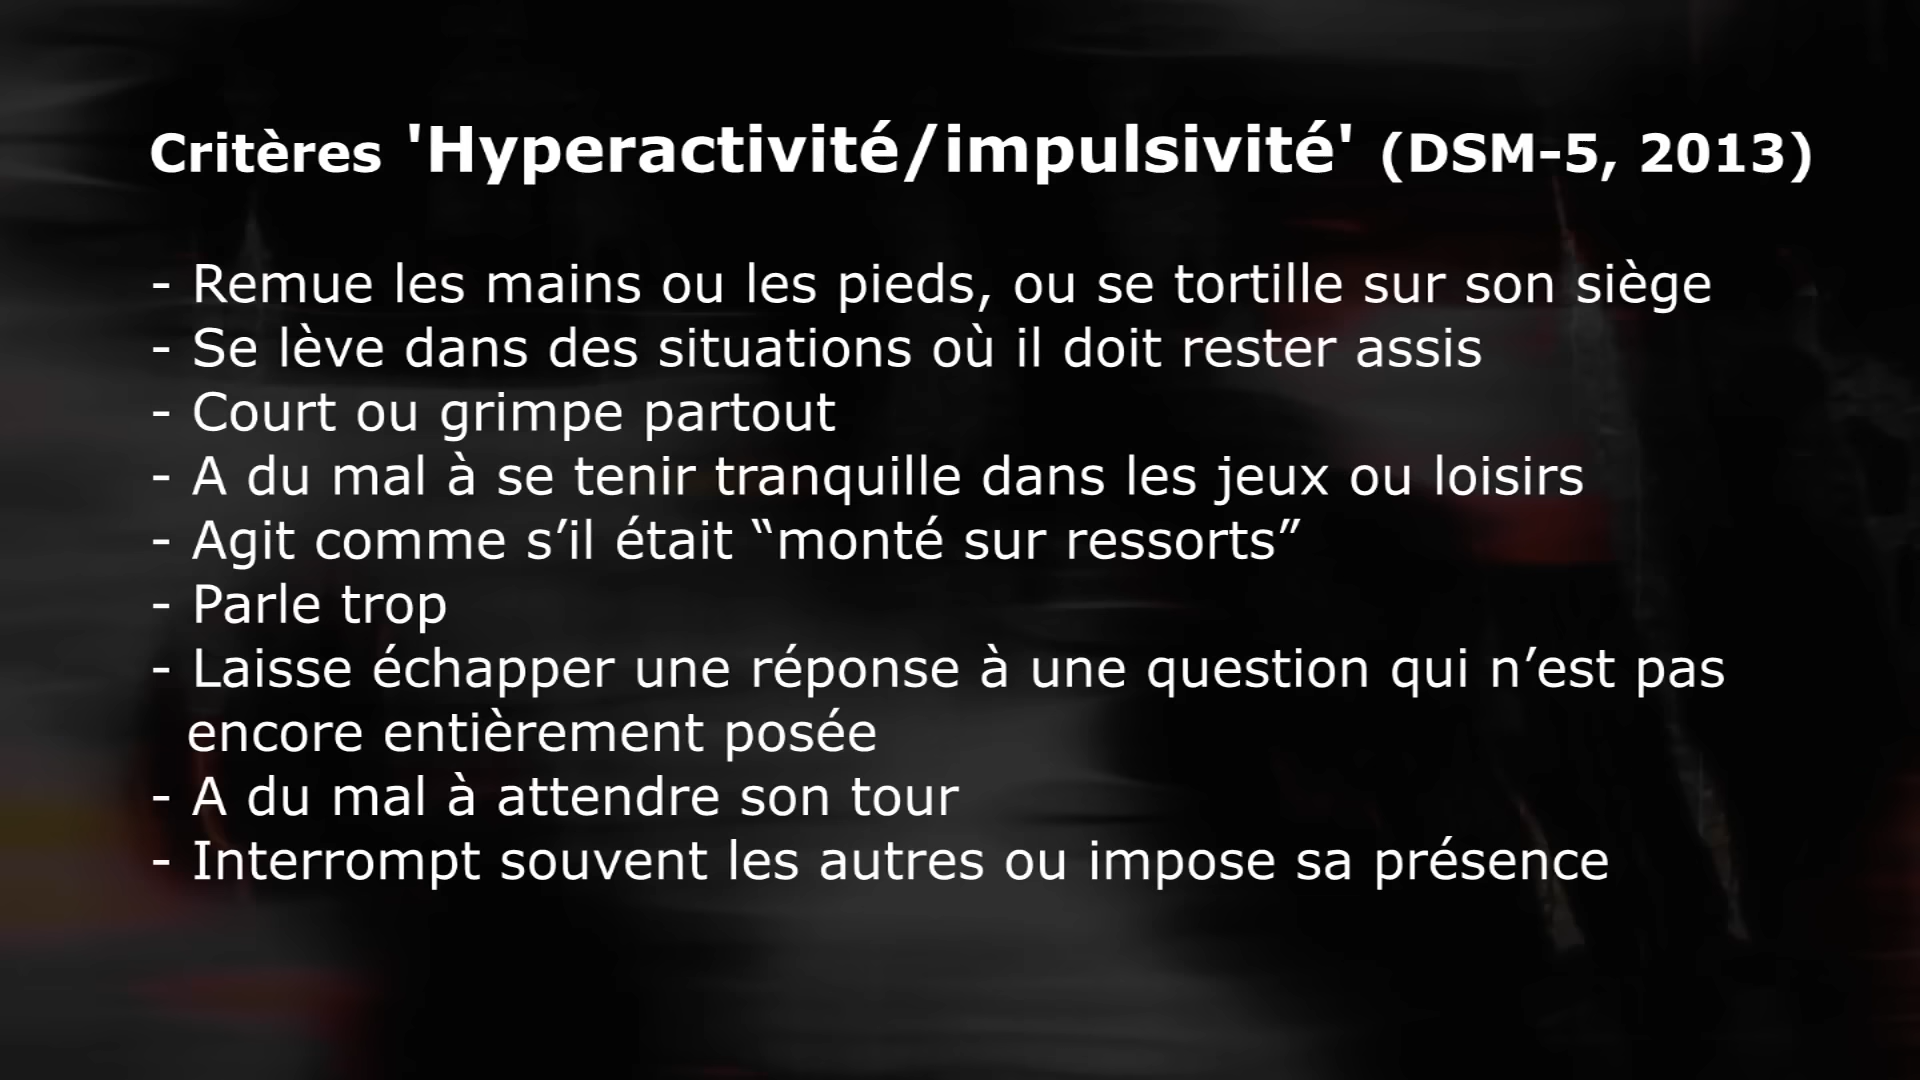 Critères 'Hyperactivité/impulsivité' (DSM-5, 2013)
- Remue les mains ou les pieds, ou se tortille sur son siège
- Se lève dans des situations où il doit rester assis
- Court ou grimpe partout
- A du mal à se tenir tranquille dans les jeux ou loisirs
- Agit comme s’il était “monté sur ressorts”
- Parle trop
- Laisse échapper une réponse à une question qui n’est pas
encore entièrement posée
- A du mal à attendre son tour
- Interrompt souvent les autres ou impose sa présence